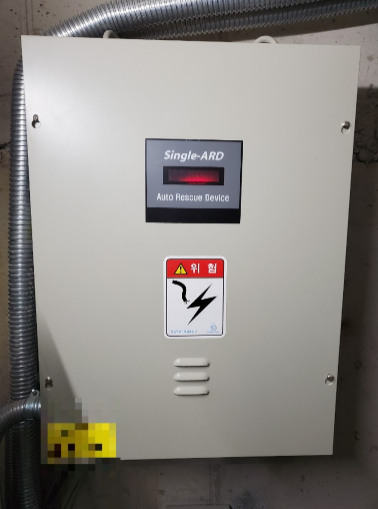 Single-ARD
Auto Rescue Device
위 험